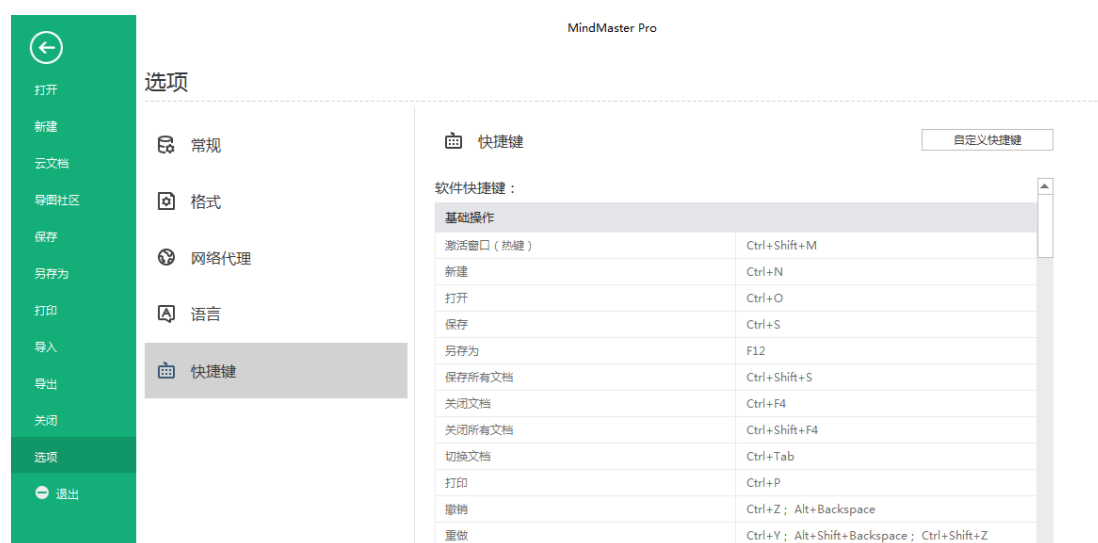 MindMaster Pro
打开
新建
云文档
导图社区
保存
另存为
打印
导入
导出
关闭
选项
退出
选项
常规
格式
网络代理
语言
快捷键
快捷键
自定义快捷键
软件快捷键：
基础操作
激活窗口（热键） Ctrl+Shift+M
新建 Ctrl+N
打开 Ctrl+O
保存 Ctrl+S
另存为 F12
保存所有文档 Ctrl+Shift+S
关闭文档 Ctrl+F4
关闭所有文档 Ctrl+Shift+F4
切换文档 Ctrl+Tab
打印 Ctrl+P
撤销 Ctrl+Z； Alt+Backspace
重做 Ctrl+Y； Alt+Shift+Backspace； Ctrl+Shift+Z